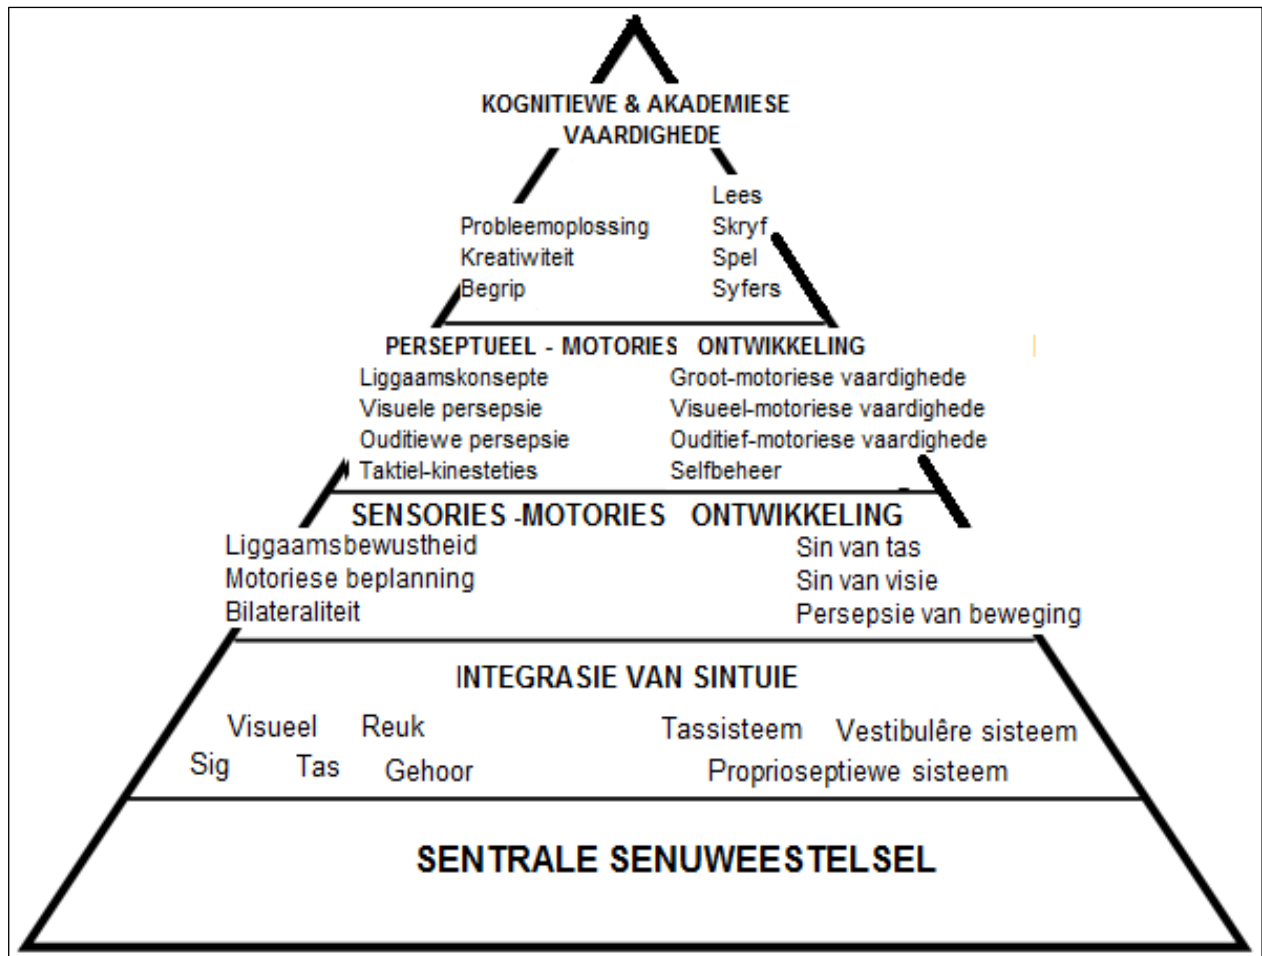 KOGNITIEWE & AKADEMIESE
VAARDIGHEDE
Lees
Probleemoplossing Skryf
Kreatiwiteit Spel
Begrip Syfers
PERSEPTUEEL - MOTORIES ONTWIKKELING
Liggaamskonsepte Groot-motoriese vaardighede
Visuele persepsie Visueel-motoriese vaardighede
Ouditiewe persepsie Ouditief-motoriese vaardighede
Taktiel-kinesteties Selfbeheer
SENSORIES -MOTORIES ONTWIKKELING
Liggaamsbewustheid Sin van tas
Motoriese beplanning Sin van visie
Bilateraliteit Persepsie van beweging
INTEGRASIE VAN SINTUIE
Visueel Reuk Tassisteem Vestibulêre sisteem
Sig Tas Gehoor Proprioseptiewe sisteem
SENTRALE SENUWEESTELSEL